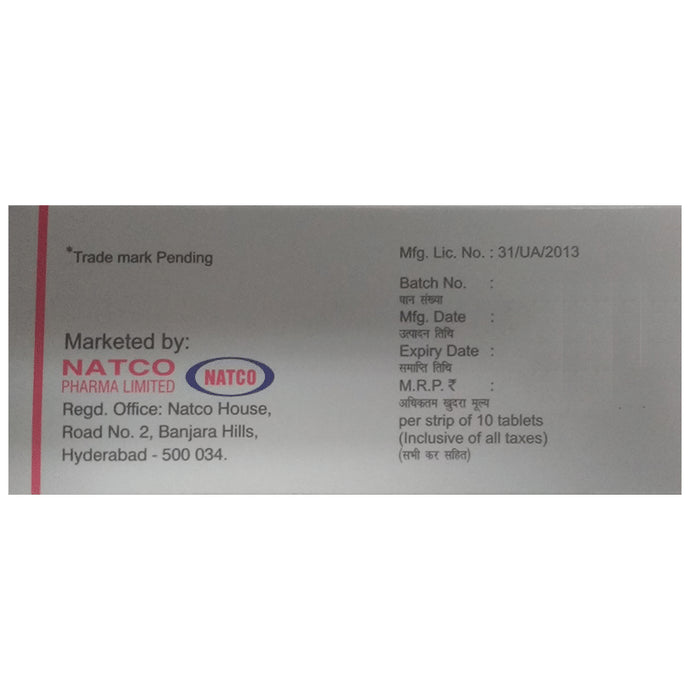 *Trade mark Pending
Marketed by:
NATCO
PHARMA LIMITED
NATCO
Regd. Office: Natco House,
Road No. 2, Banjara Hills,
Hyderabad - 500 034.
Mfg. Lic. No. : 31/UA/2013
Batch No. :
पान संख्या
Mfg. Date :
उत्पादन तिथि
Expiry Date :
समाप्ति तिथि
M.R.P. ₹ :
अधिकतम खुदरा मूल्य
per strip of 10 tablets
(Inclusive of all taxes)
(सभी कर सहित)